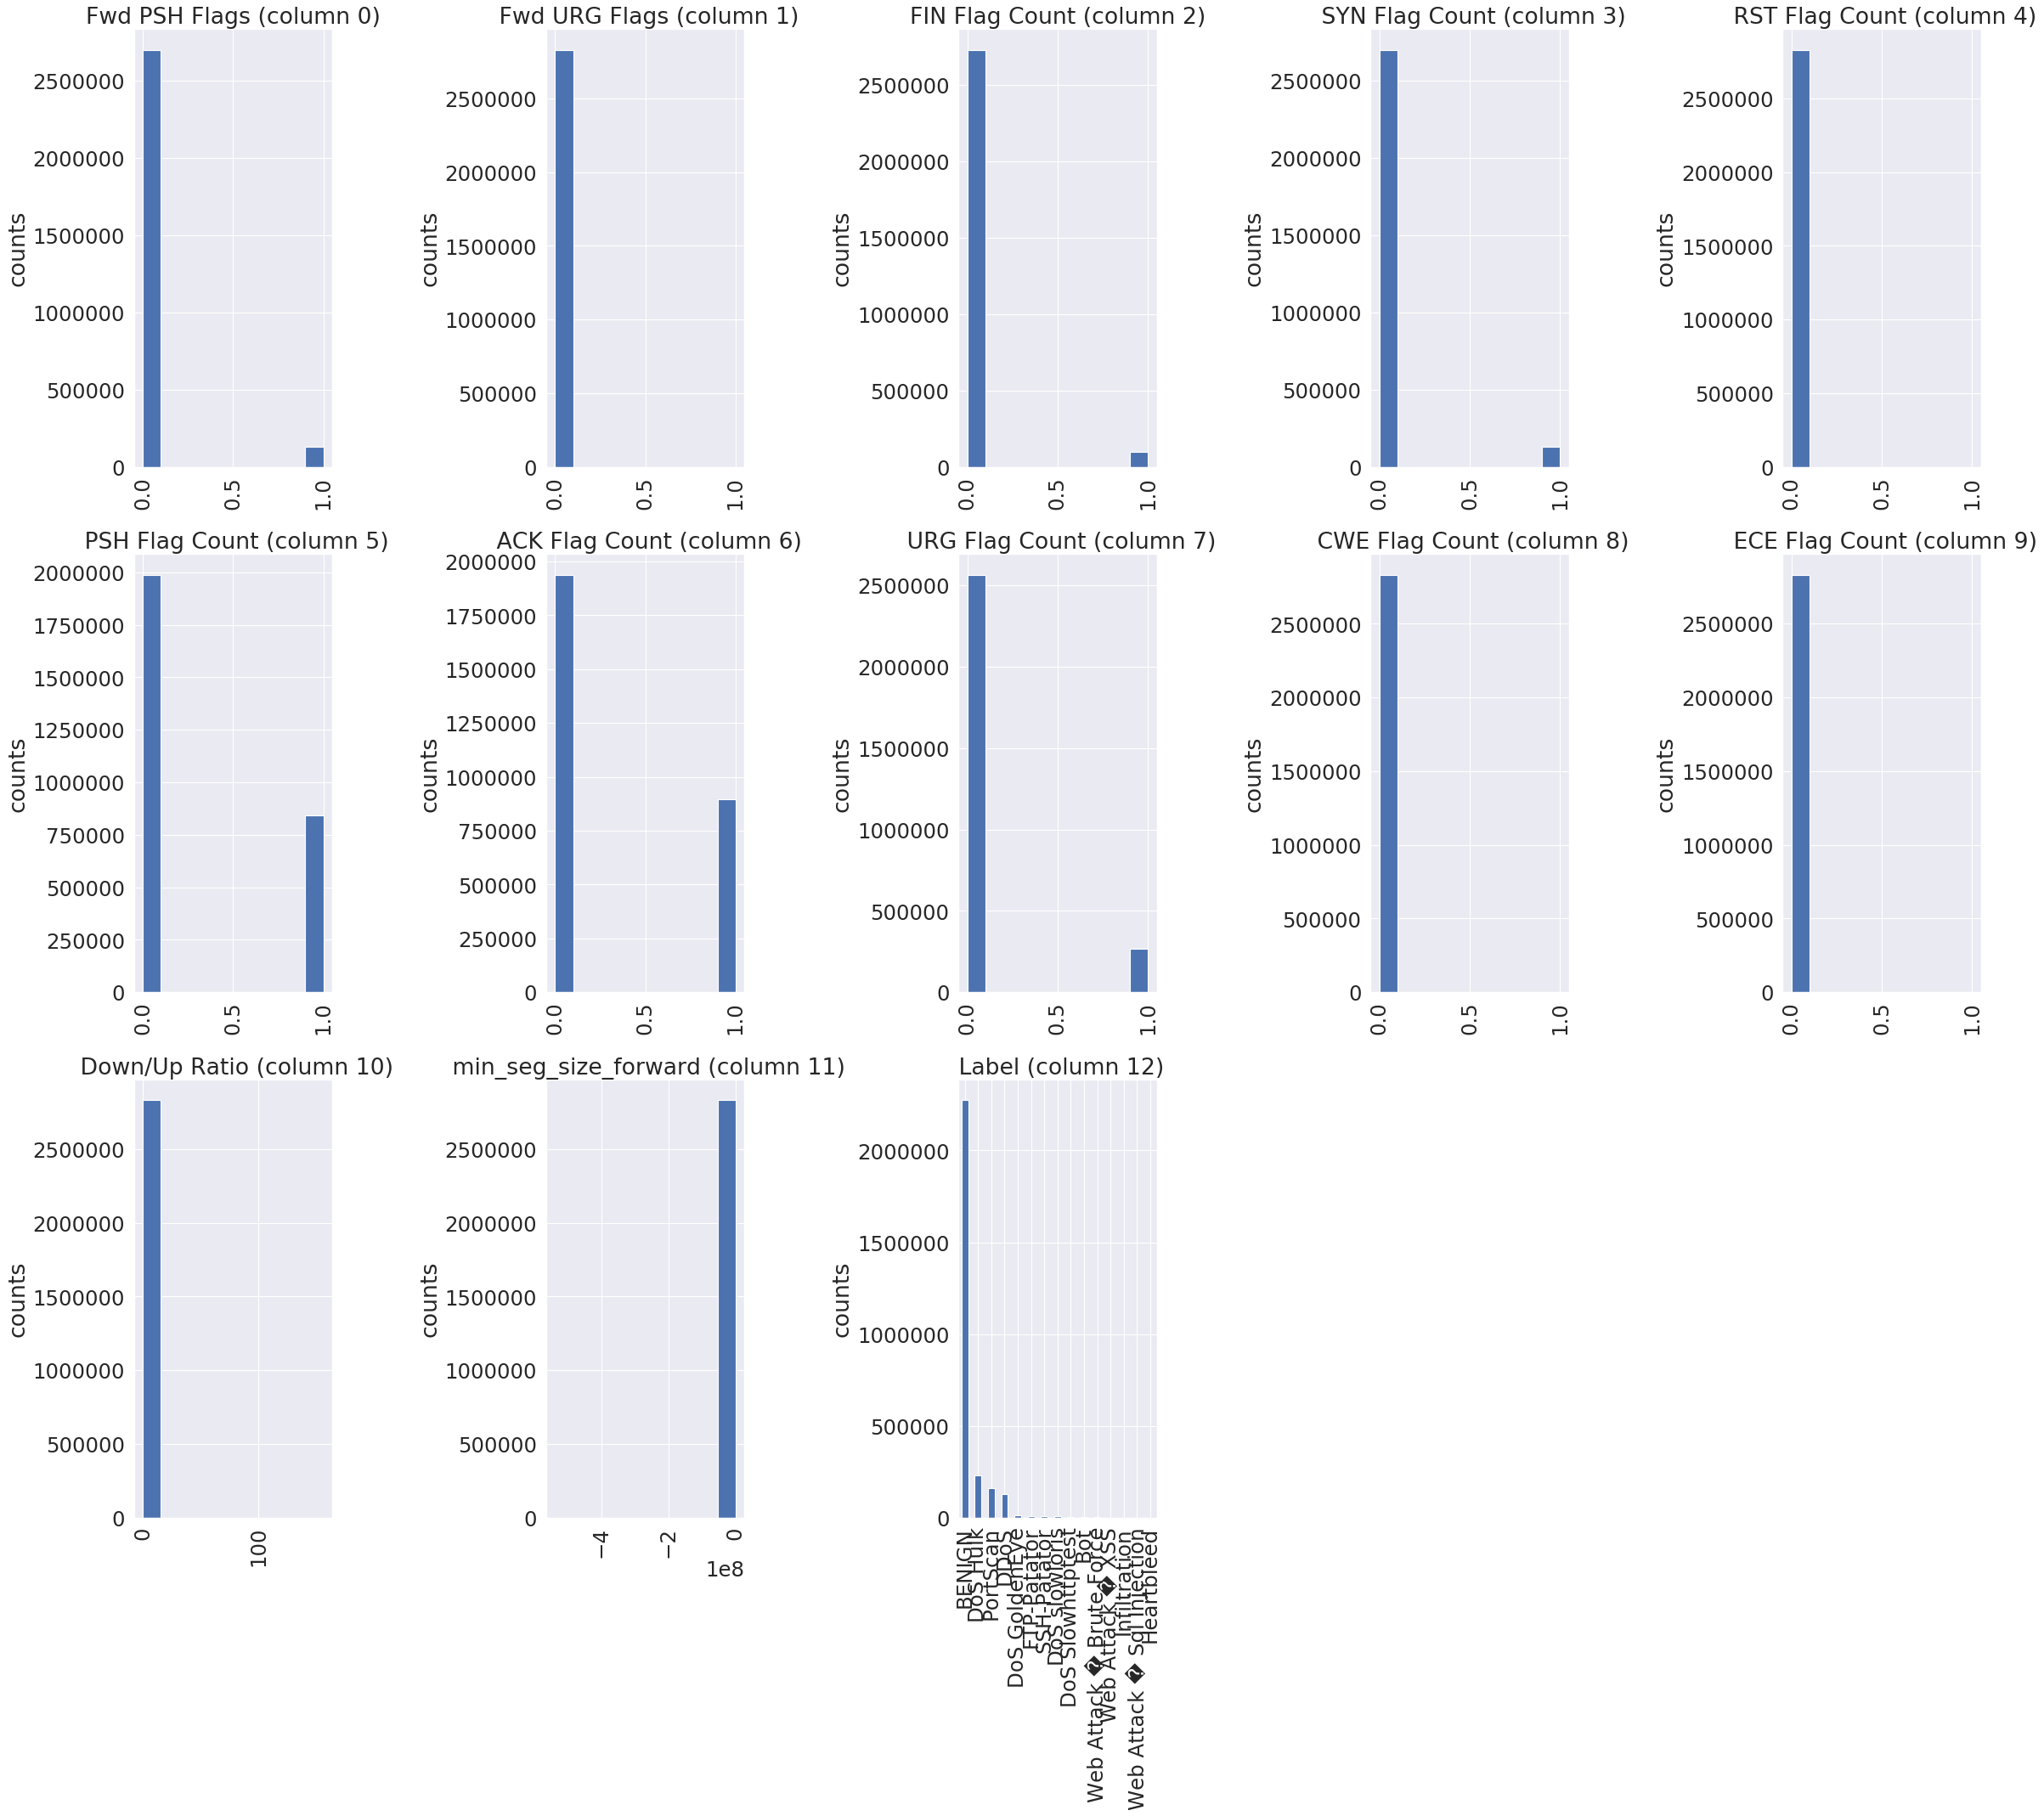 Fwd PSH Flags (column 0)
2500000
2000000
1500000
1000000
500000
0
counts
0.0
0.5
1.0
Fwd URG Flags (column 1)
2500000
2000000
1500000
1000000
500000
0
counts
0.0
0.5
1.0
FIN Flag Count (column 2)
2500000
2000000
1500000
1000000
500000
0
counts
0.0
0.5
1.0
SYN Flag Count (column 3)
2500000
2000000
1500000
1000000
500000
0
counts
0.0
0.5
1.0
RST Flag Count (column 4)
2500000
2000000
1500000
1000000
500000
0
counts
0.0
0.5
1.0
PSH Flag Count (column 5)
2000000
1750000
1500000
1250000
1000000
750000
500000
250000
0
counts
0.0
0.5
1.0
ACK Flag Count (column 6)
2000000
1750000
1500000
1250000
1000000
750000
500000
250000
0
counts
0.0
0.5
1.0
URG Flag Count (column 7)
2500000
2000000
1500000
1000000
500000
0
counts
0.0
0.5
1.0
CWE Flag Count (column 8)
2500000
2000000
1500000
1000000
500000
0
counts
0.0
0.5
1.0
ECE Flag Count (column 9)
2500000
2000000
1500000
1000000
500000
0
counts
0.0
0.5
1.0
Down/Up Ratio (column 10)
2500000
2000000
1500000
1000000
500000
0
counts
0
100
min_seg_size_forward (column 11)
2500000
2000000
1500000
1000000
500000
0
counts
−4
−2
0
1e8
Label (column 12)
2000000
1500000
1000000
500000
0
counts
BENIGN
DoS Hulk
PortScan
DDoS
DoS GoldenEye
FTP-Patator
SSH-Patator
DoS slowloris
DoS Slowhttptest
Bot
Web Attack � Brute Force
Web Attack � XSS
Infiltration
Web Attack � Sql Injection
Heartbleed